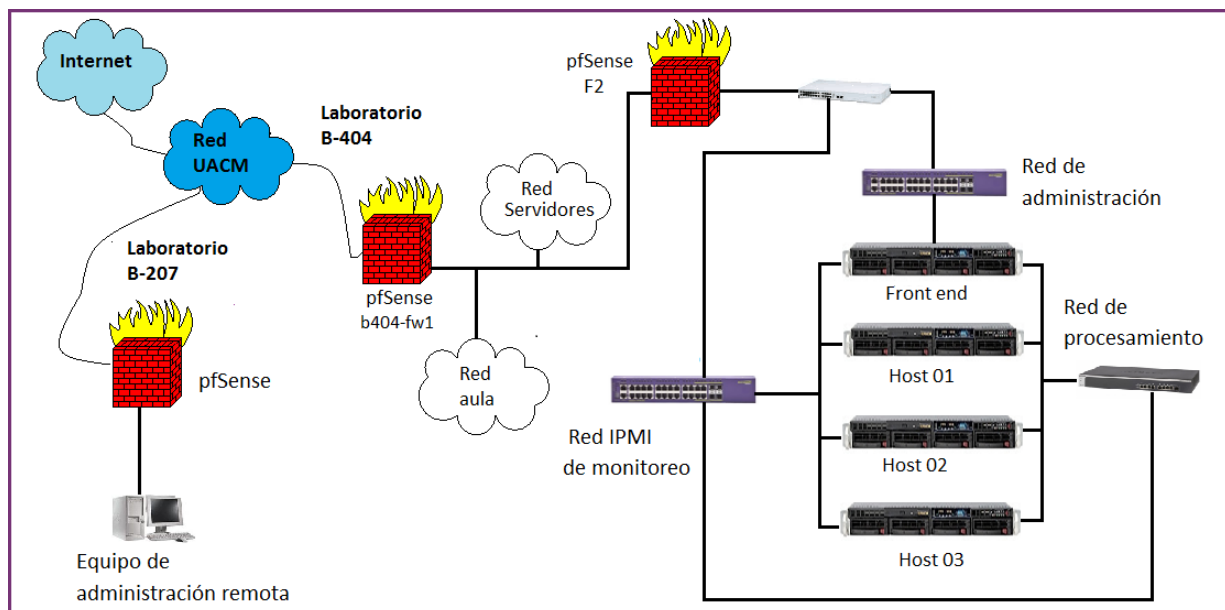 Internet
Red
UACM
Laboratorio
B-404
pfSense
F2
Red
Servidores
Red de
administración
Laboratorio
B-207
pfSense
b404-fw1
Front end
Red de
procesamiento
pfSense
Red
aula
Host 01
Red IPMI
de monitoreo
Host 02
Host 03
Equipo de
administración remota